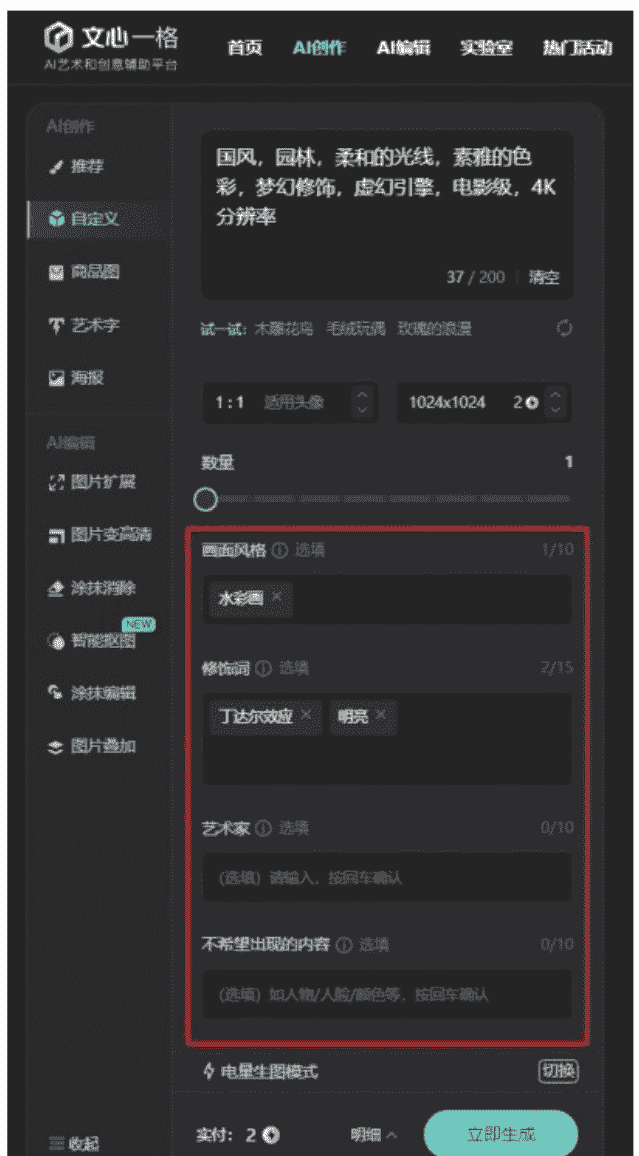 文心一格
AI艺术和创意辅助平台
首页 AI创作 AI编辑 实验室 热门活动
AI创作
推荐
自定义
商品图
艺术字
海报
AI编辑
图片扩展
图片变高清
涂抹消除
智能抠图 NEW
涂抹编辑
图片叠加
收起
国风，园林，柔和的光线，素雅的色
彩，梦幻修饰，虚幻引擎，电影级，4K
分辨率
37 / 200 清空
试一试: 木雕花鸟 毛绒玩偶 玫瑰的浪漫
1:1 适用头像 1024x1024 2
数量 1
画面风格 选填 1/10
水彩画 ×
修饰词 选填 2/15
丁达尔效应 × 明亮 ×
艺术家 选填 0/10
（选填）请输入，按回车确认
不希望出现的内容 选填 0/10
（选填）如人物/人脸/颜色等，按回车确认
电量生图模式 切换
实付: 2 明细 立即生成